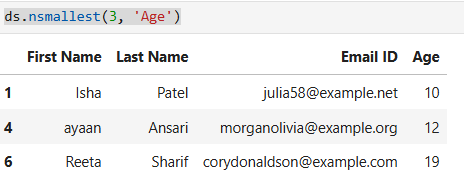 ds.nsmallest(3, 'Age')
First Name Last Name Email ID Age
1 Isha Patel julia58@example.net 10
4 ayaan Ansari morganolivia@example.org 12
6 Reeta Sharif corydonaldson@example.com 19